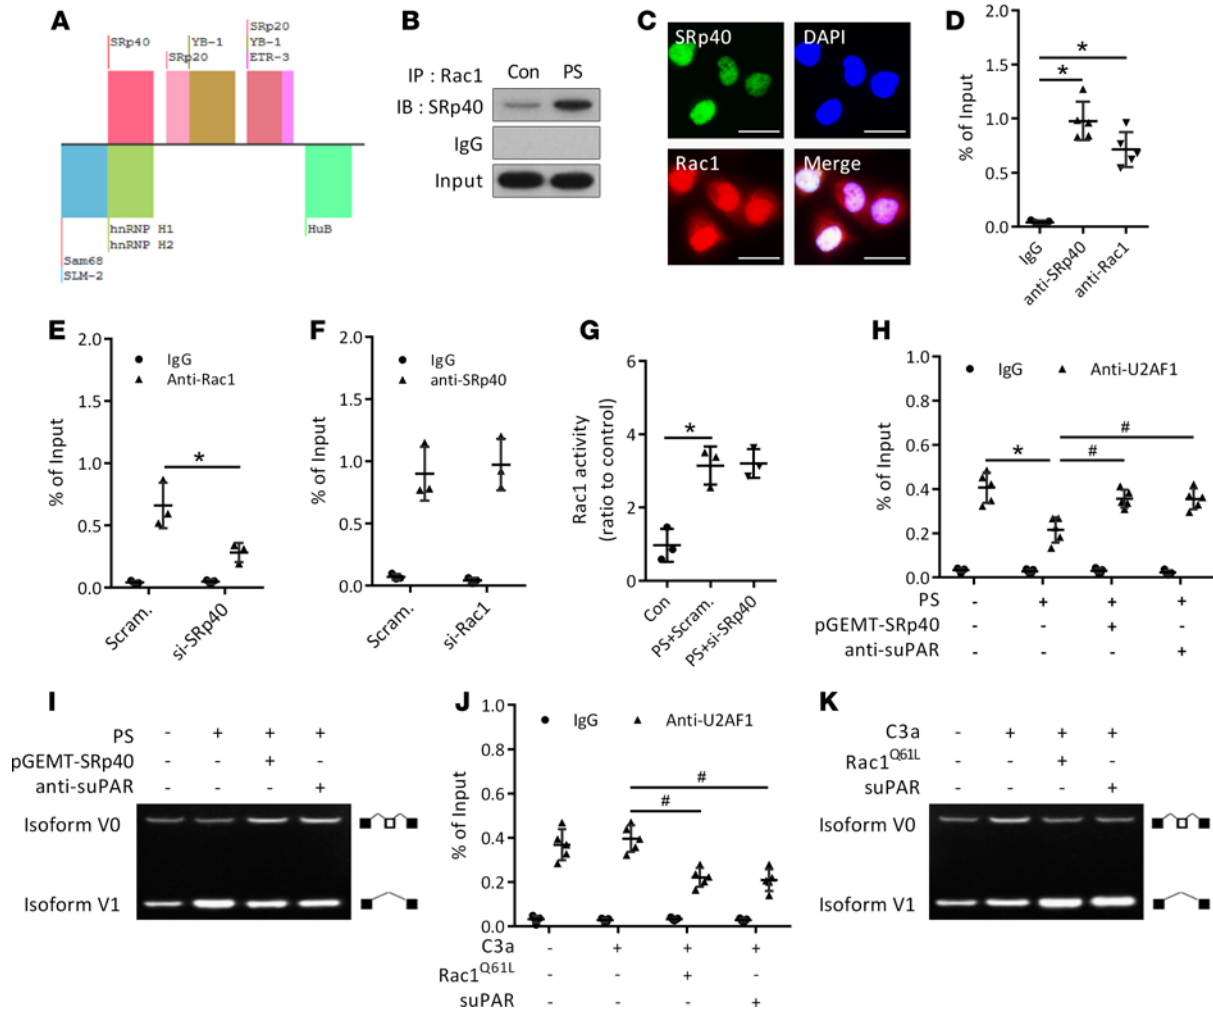 A
SRp40
SRp20
YB-1
SRp20
YB-1
ETR-3
hnRNP H1
hnRNP H2
HuB
Sam68
SLM-2
B
Con PS
IP : Rac1
IB : SRp40
IgG
Input
C
SRp40
DAPI
Rac1
Merge
D
% of Input
2.0
1.5
1.0
0.5
0.0
*
*
IgG
anti-SRp40
anti-Rac1
E
% of Input
2.0
1.5
1.0
0.5
0.0
IgG
Anti-Rac1
*
Scram.
si-SRp40
F
% of Input
2.0
1.5
1.0
0.5
0.0
IgG
anti-SRp40
Scram.
si-Rac1
G
Rac1 activity
(ratio to control)
6
4
2
0
*
Con
PS+Scram.
PS+si-SRp40
H
% of Input
1.0
0.8
0.6
0.4
0.2
0.0
IgG Anti-U2AF1
*
#
#
PS - + + +
pGEMT-SRp40 - - + -
anti-suPAR - - - +
I
PS - + + +
pGEMT-SRp40 - - + -
anti-suPAR - - - +
Isoform V0
Isoform V1
J
% of Input
1.0
0.8
0.6
0.4
0.2
0.0
IgG Anti-U2AF1
#
#
C3a - + + +
Rac1Q61L - - + -
suPAR - - - +
K
C3a - + + +
Rac1Q61L - - + -
suPAR - - - +
Isoform V0
Isoform V1